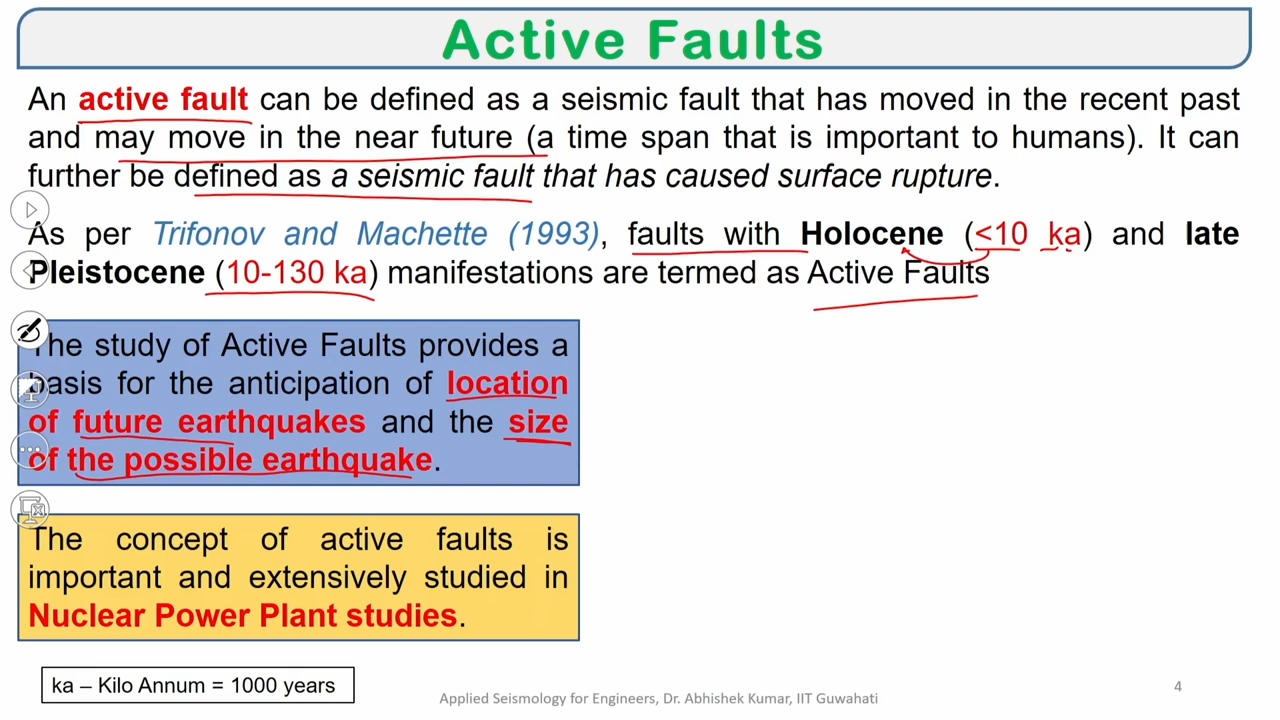 Active Faults
An active fault can be defined as a seismic fault that has moved in the recent past
and may move in the near future (a time span that is important to humans). It can
further be defined as a seismic fault that has caused surface rupture.
As per Trifonov and Machette (1993), faults with Holocene (<10 ka) and late
Pleistocene (10-130 ka) manifestations are termed as Active Faults
The study of Active Faults provides a
basis for the anticipation of location
of future earthquakes and the size
of the possible earthquake.
The concept of active faults is
important and extensively studied in
Nuclear Power Plant studies.
ka – Kilo Annum = 1000 years
Applied Seismology for Engineers, Dr. Abhishek Kumar, IIT Guwahati
4